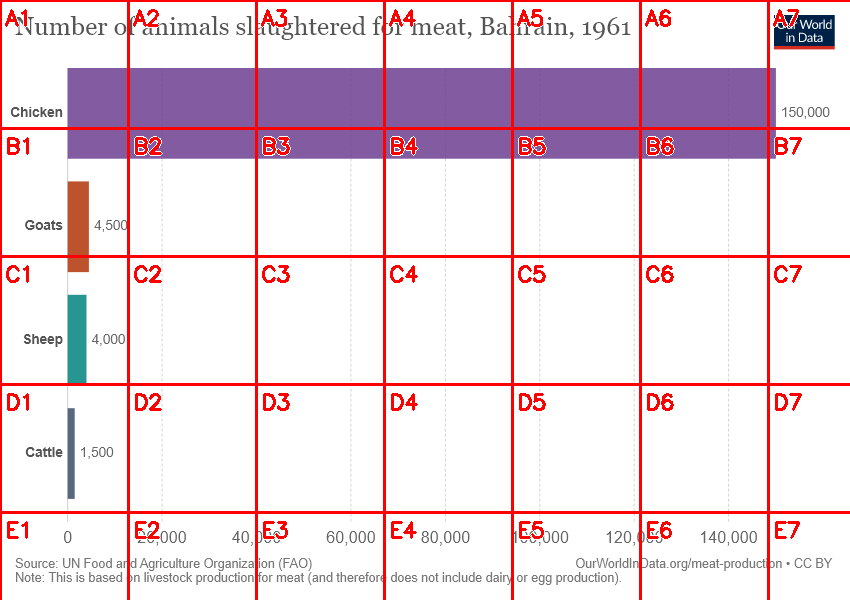 Number of animals slaughtered for meat, Bahrain, 1961
Our World
in Data
Chicken
150,000
Goats
4,500
Sheep
4,000
Cattle
1,500
0
20,000
40,000
60,000
80,000
100,000
120,000
140,000
Source: UN Food and Agriculture Organization (FAO)
OurWorldInData.org/meat-production • CC BY
Note: This is based on livestock production for meat (and therefore does not include dairy or egg production).
A1
A2
A3
A4
A5
A6
A7
B1
B2
B3
B4
B5
B6
B7
C1
C2
C3
C4
C5
C6
C7
D1
D2
D3
D4
D5
D6
D7
E1
E2
E3
E4
E5
E6
E7